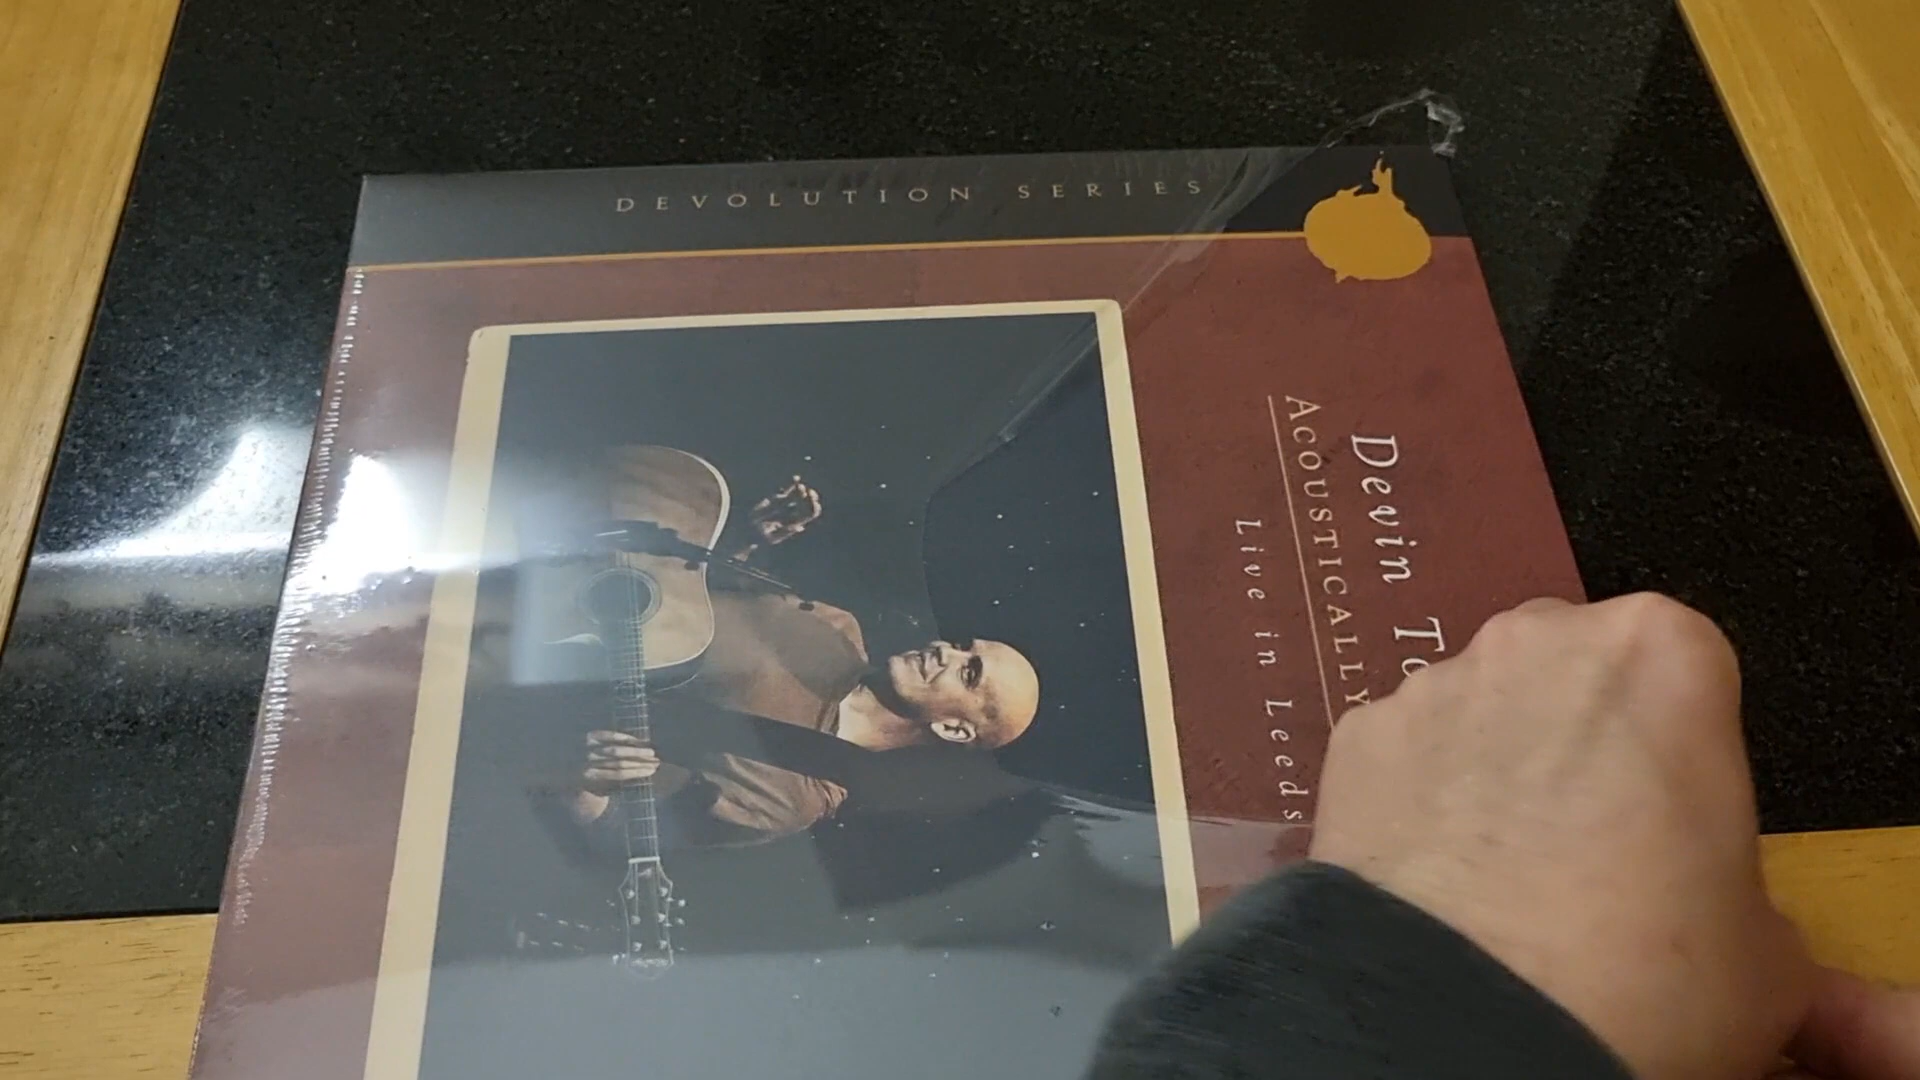 DEVOLUTION SERIES
Devin To
ACOUSTICALLY
Live in Leeds